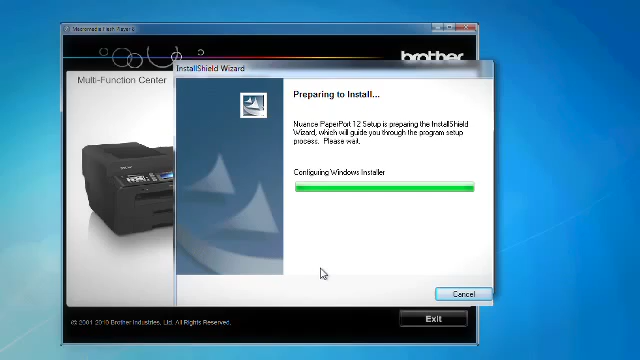 Macromedia Flash Player 6
brother
InstallShield Wizard
Multi-Function Center
Preparing to Install...
Nuance PaperPort 12 Setup is preparing the InstallShield
Wizard, which will guide you through the program setup
process. Please wait.
Configuring Windows Installer
Cancel
Exit
© 2001-2010 Brother Industries, Ltd. All Rights Reserved.